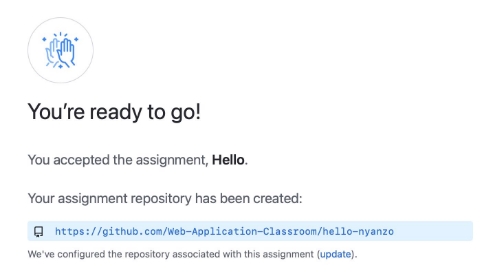 You’re ready to go!
You accepted the assignment, Hello.
Your assignment repository has been created:
https://github.com/Web-Application-Classroom/hello-nyanzo
We've configured the repository associated with this assignment (update).